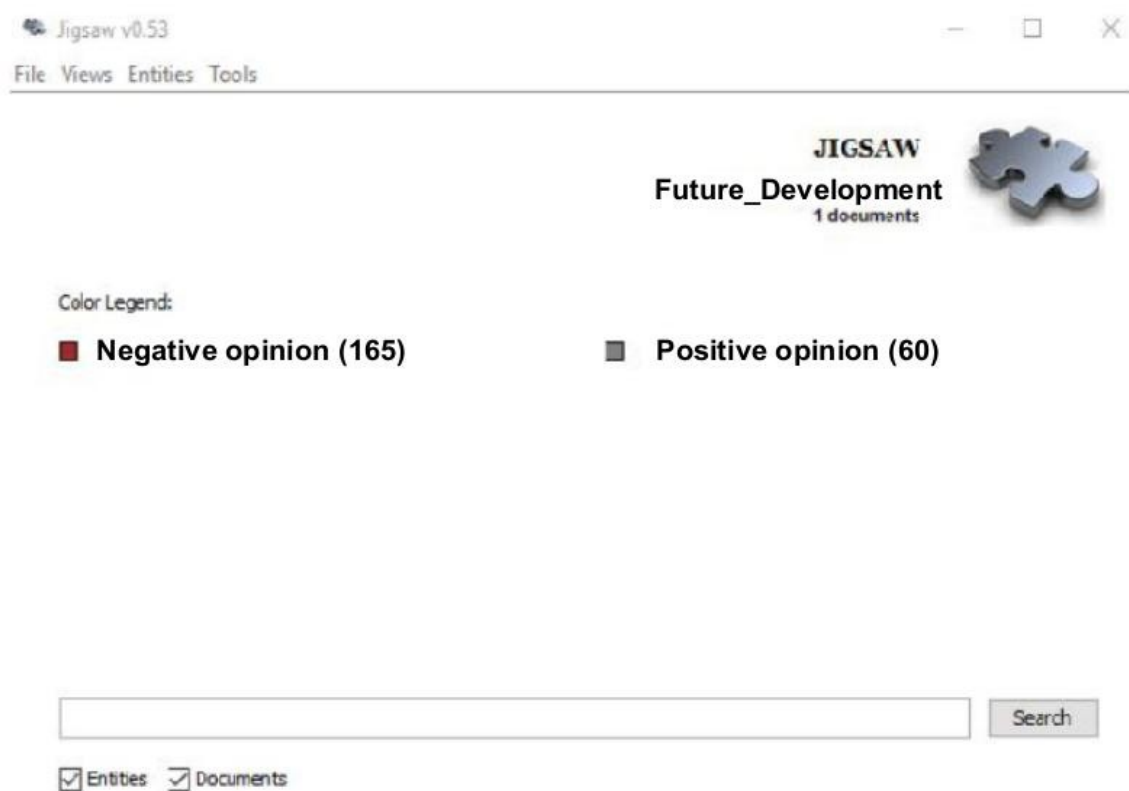 Jigsaw v0.53
File Views Entities Tools
JIGSAW
Future_Development
1 documents
Color Legend:
Negative opinion (165) Positive opinion (60)
Search
Entities Documents